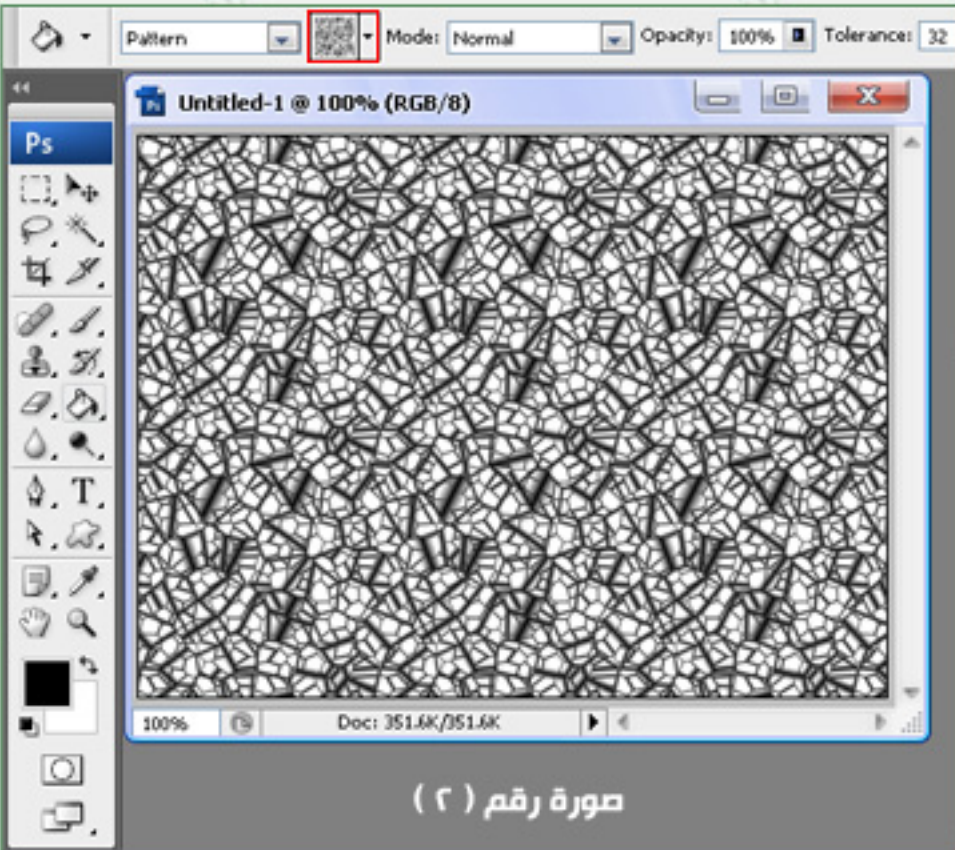 Pattern Mode: Normal Opacity: 100% Tolerance: 32
Ps Untitled-1 @ 100% (RGB/8)
Ps
T
100% Doc: 351.6K/351.6K
صورة رقم ( ٢ )